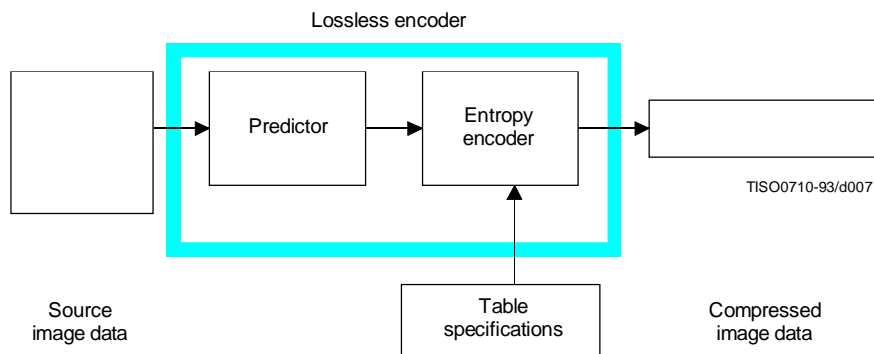 Lossless encoder
Predictor
Entropy
encoder
TISO0710-93/d007
Source
image data
Table
specifications
Compressed
image data